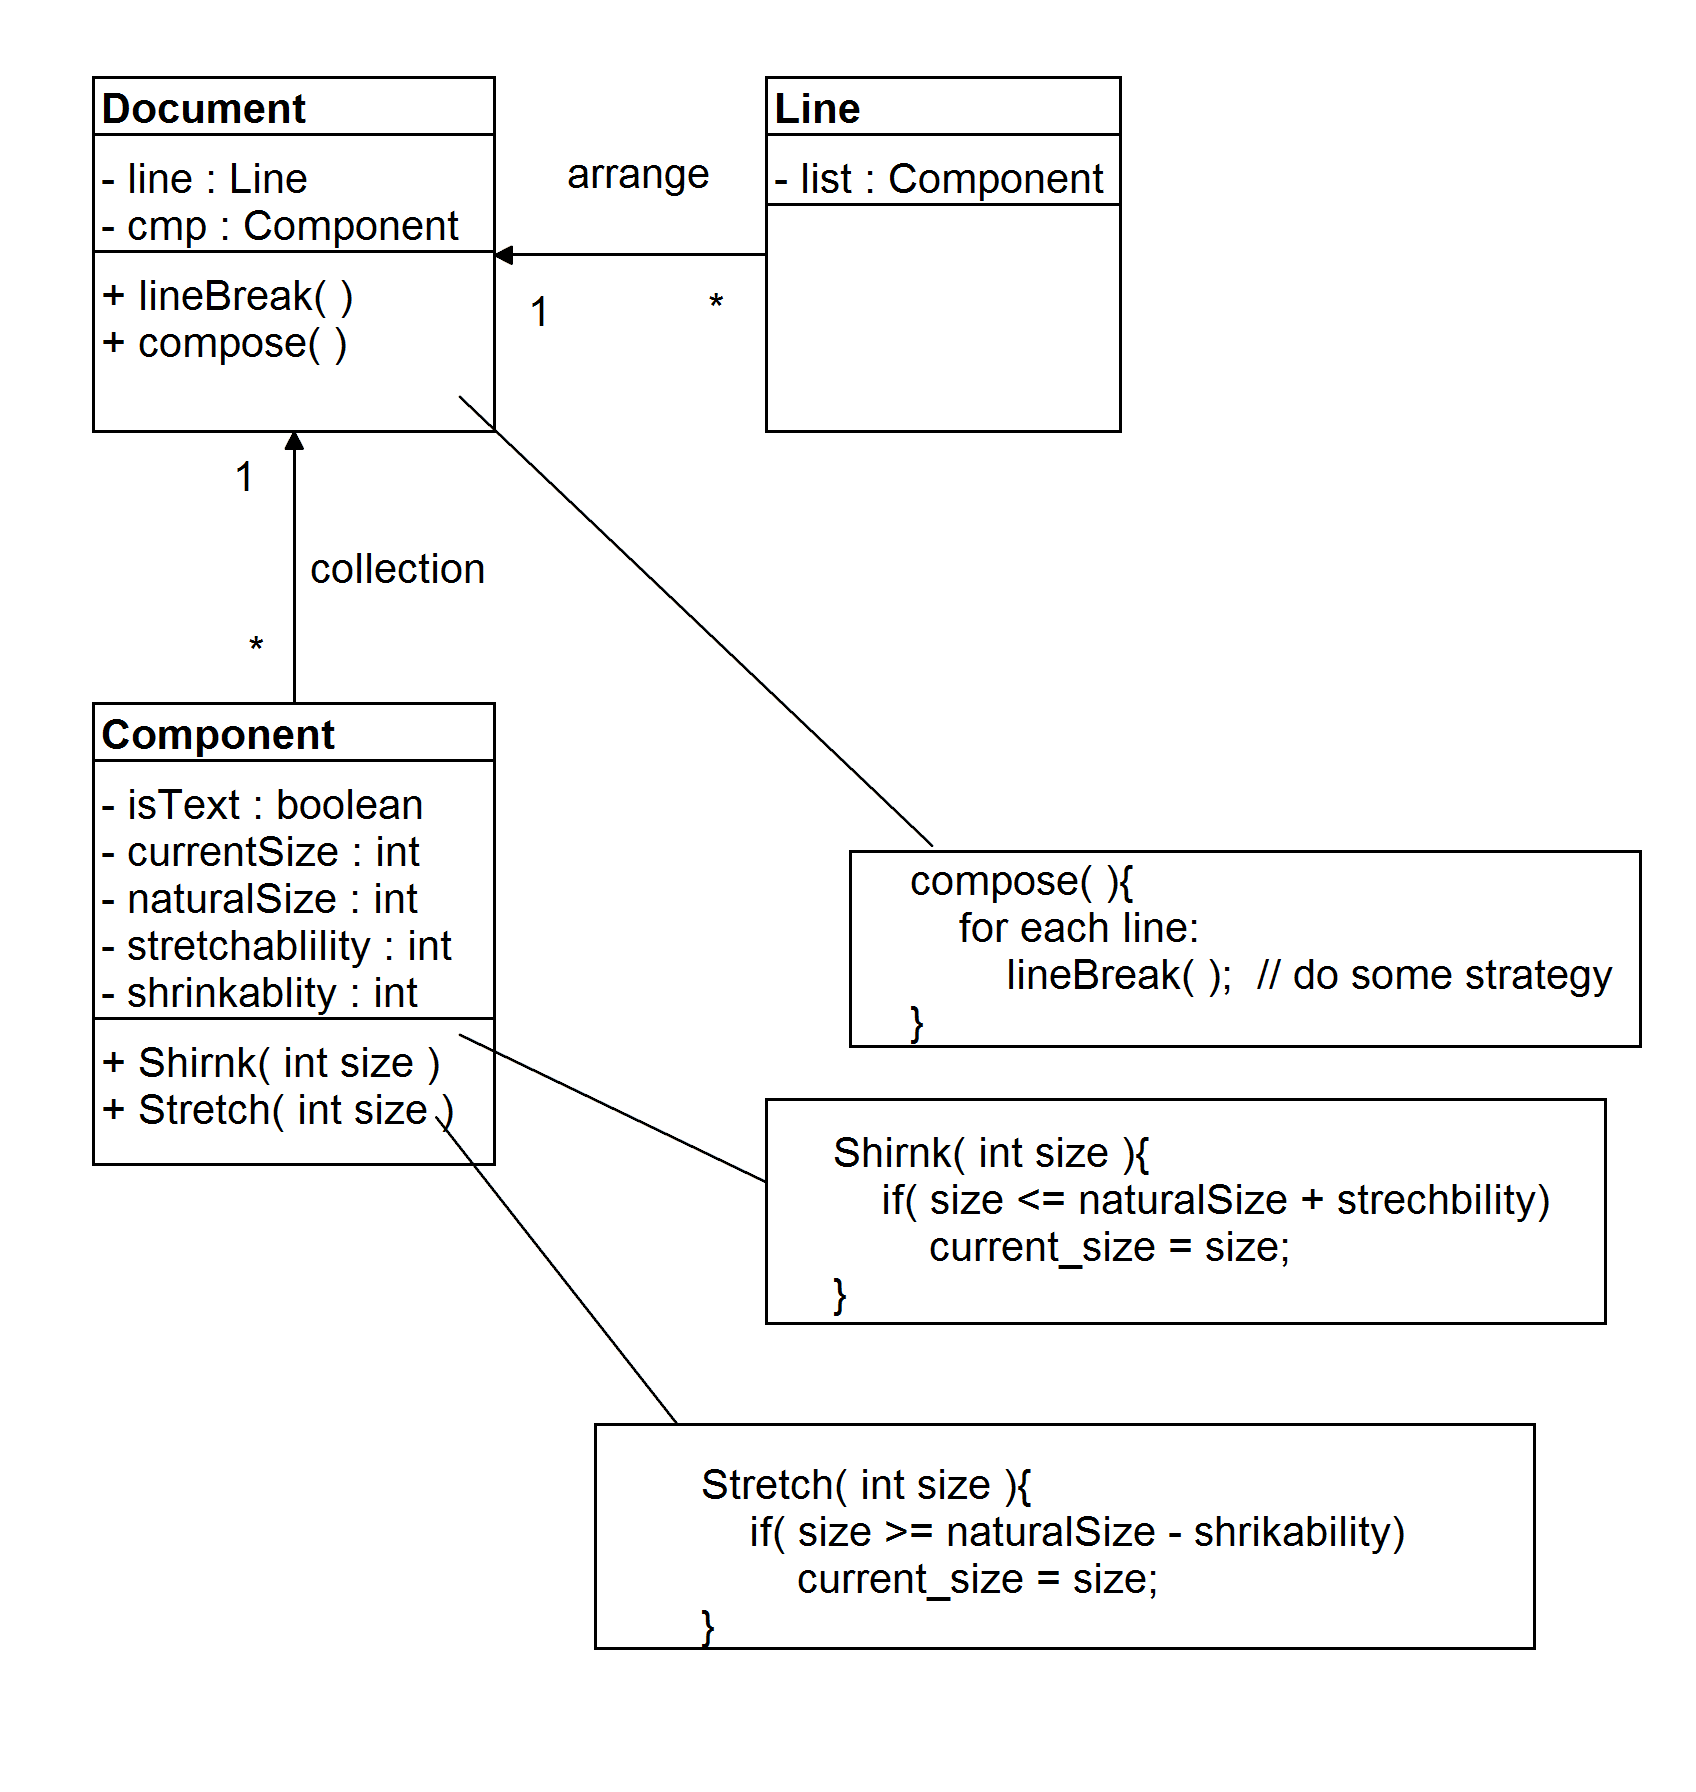 Document
- line : Line
- cmp : Component
+ lineBreak( )
+ compose( )
arrange
1
*
Line
- list : Component
1
collection
*
Component
- isText : boolean
- currentSize : int
- naturalSize : int
- stretchablility : int
- shrinkablity : int
+ Shirnk( int size )
+ Stretch( int size )
compose( ){
for each line:
lineBreak( );  // do some strategy
}
Shirnk( int size ){
if( size <= naturalSize + strechbility)
current_size = size;
}
Stretch( int size ){
if( size >= naturalSize - shrikability)
current_size = size;
}